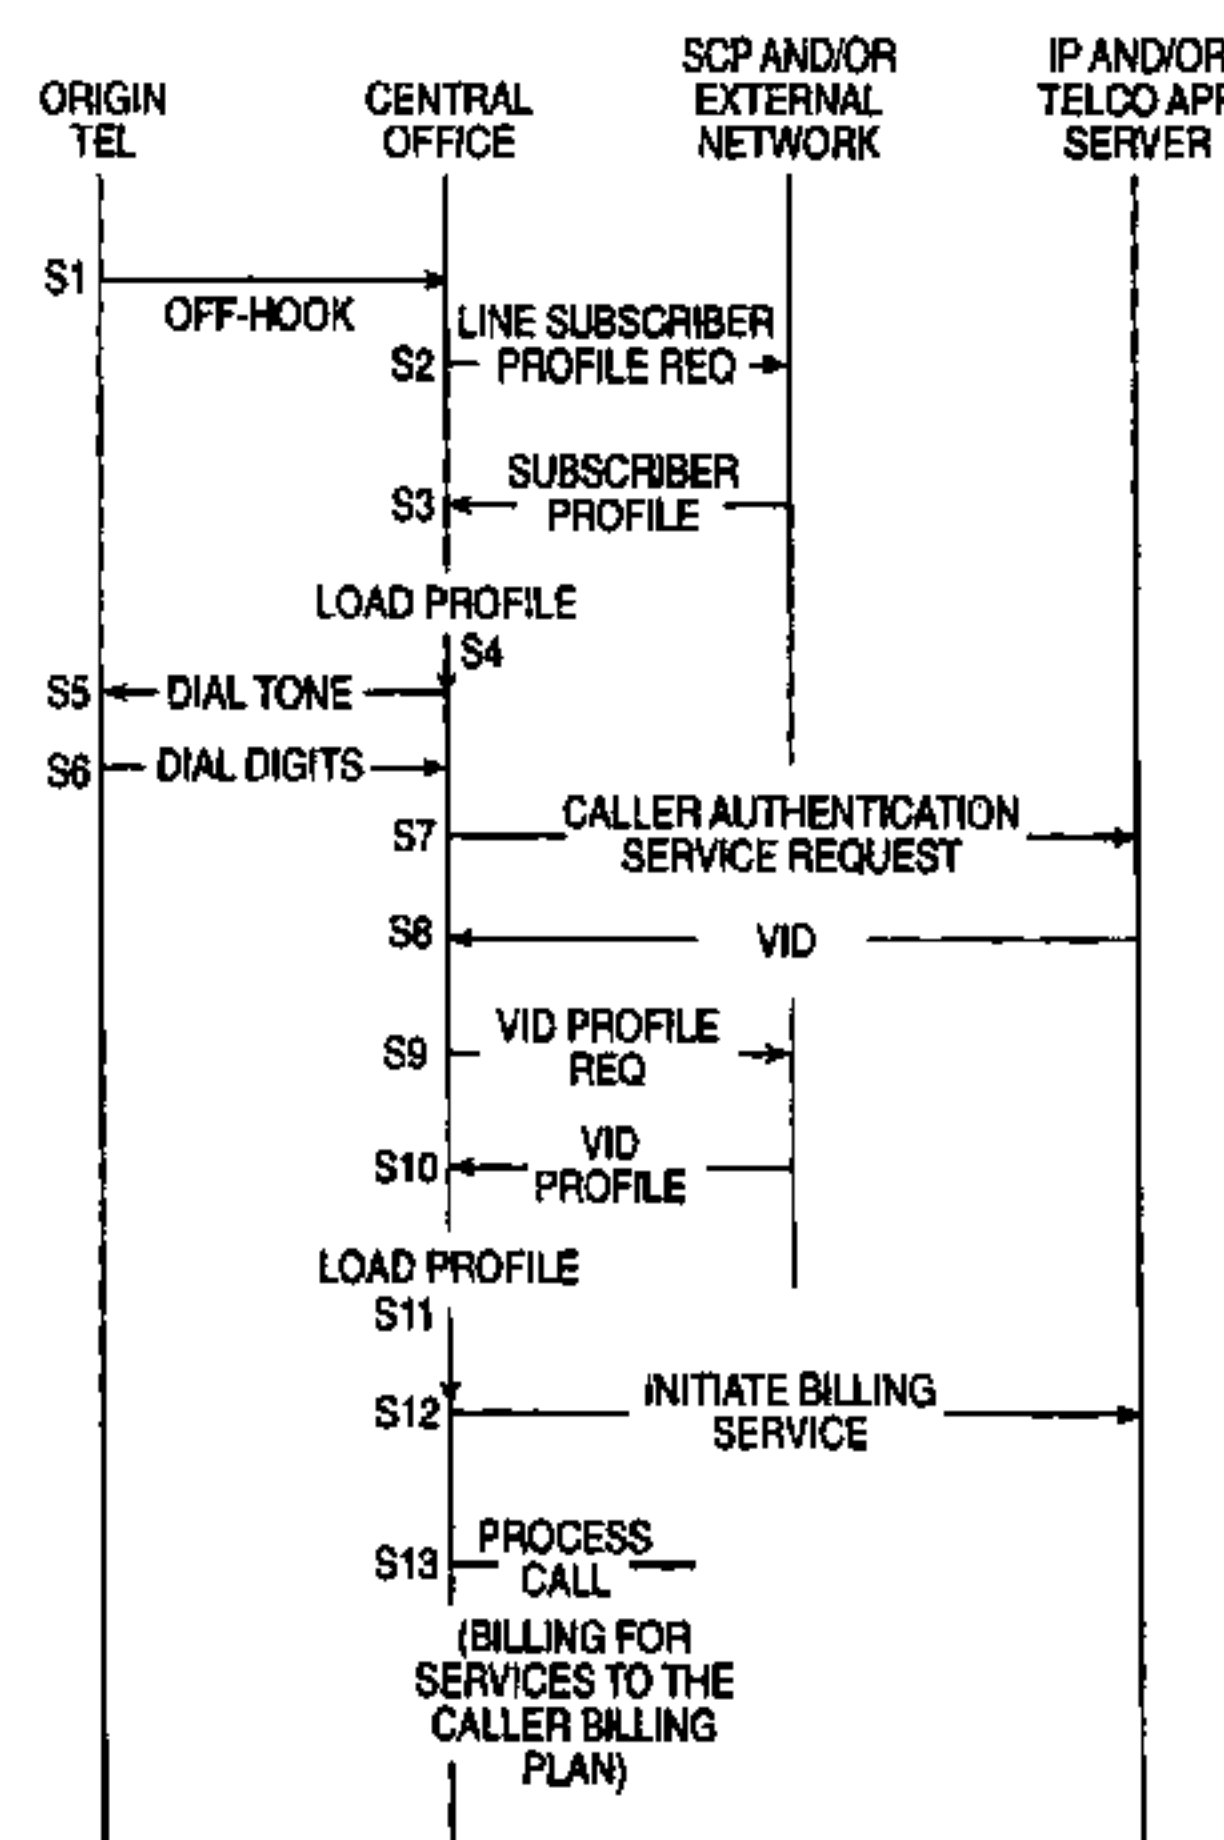 ORIGIN
TEL
CENTRAL
OFFICE
SCP AND/OR
EXTERNAL
NETWORK
IP AND/OR
TELCO APP
SERVER
S1
OFF-HOOK
S2
LINE SUBSCRIBER
PROFILE REQ
S3
SUBSCRIBER
PROFILE
LOAD PROFILE
S4
S5
DIAL TONE
S6
DIAL DIGITS
S7
CALLER AUTHENTICATION
SERVICE REQUEST
S8
VID
S9
VID PROFILE
REQ
S10
VID
PROFILE
LOAD PROFILE
S11
S12
INITIATE BILLING
SERVICE
S13
PROCESS
CALL
(BILLING FOR
SERVICES TO THE
CALLER BILLING
PLAN)